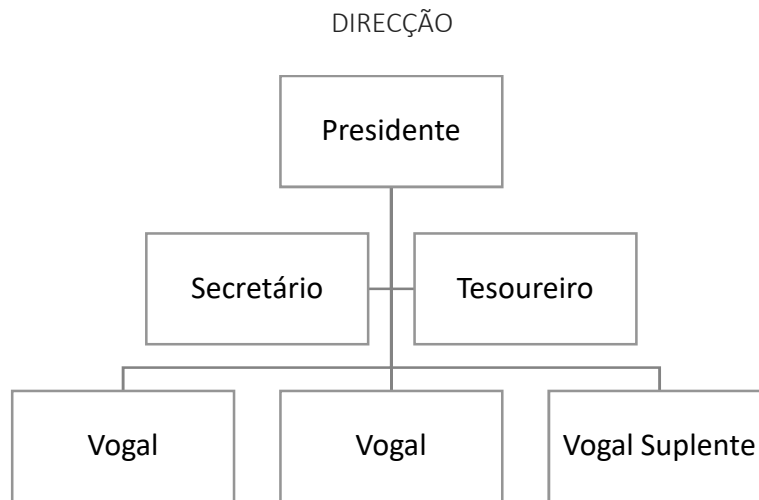 DIRECÇÃO
Presidente
Secretário
Tesoureiro
Vogal
Vogal
Vogal Suplente